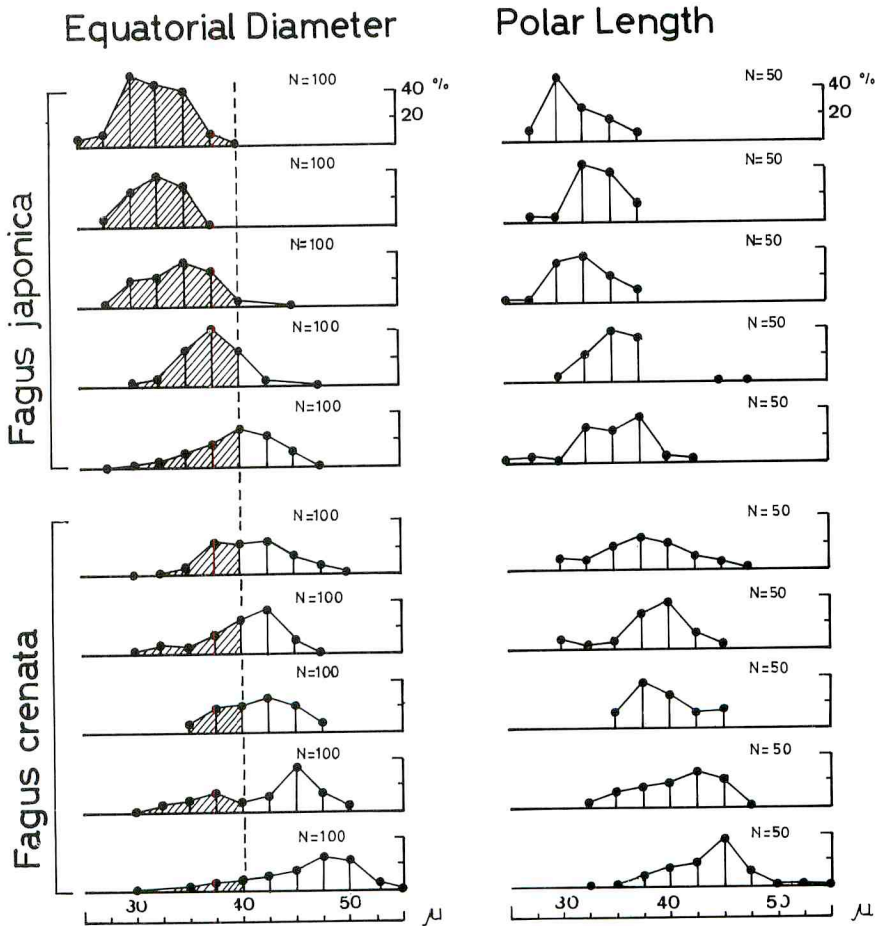 Equatorial Diameter
Polar Length
Fagus japonica
Fagus crenata
N=100
40 %
20
N=100
N=100
N=100
N=100
N=100
N=100
N=100
N=100
N=100
30
40
50
μ
N=50
40 %
20
N=50
N=50
N=50
N=50
N=50
N=50
N=50
N=50
N=50
30
40
50
μ